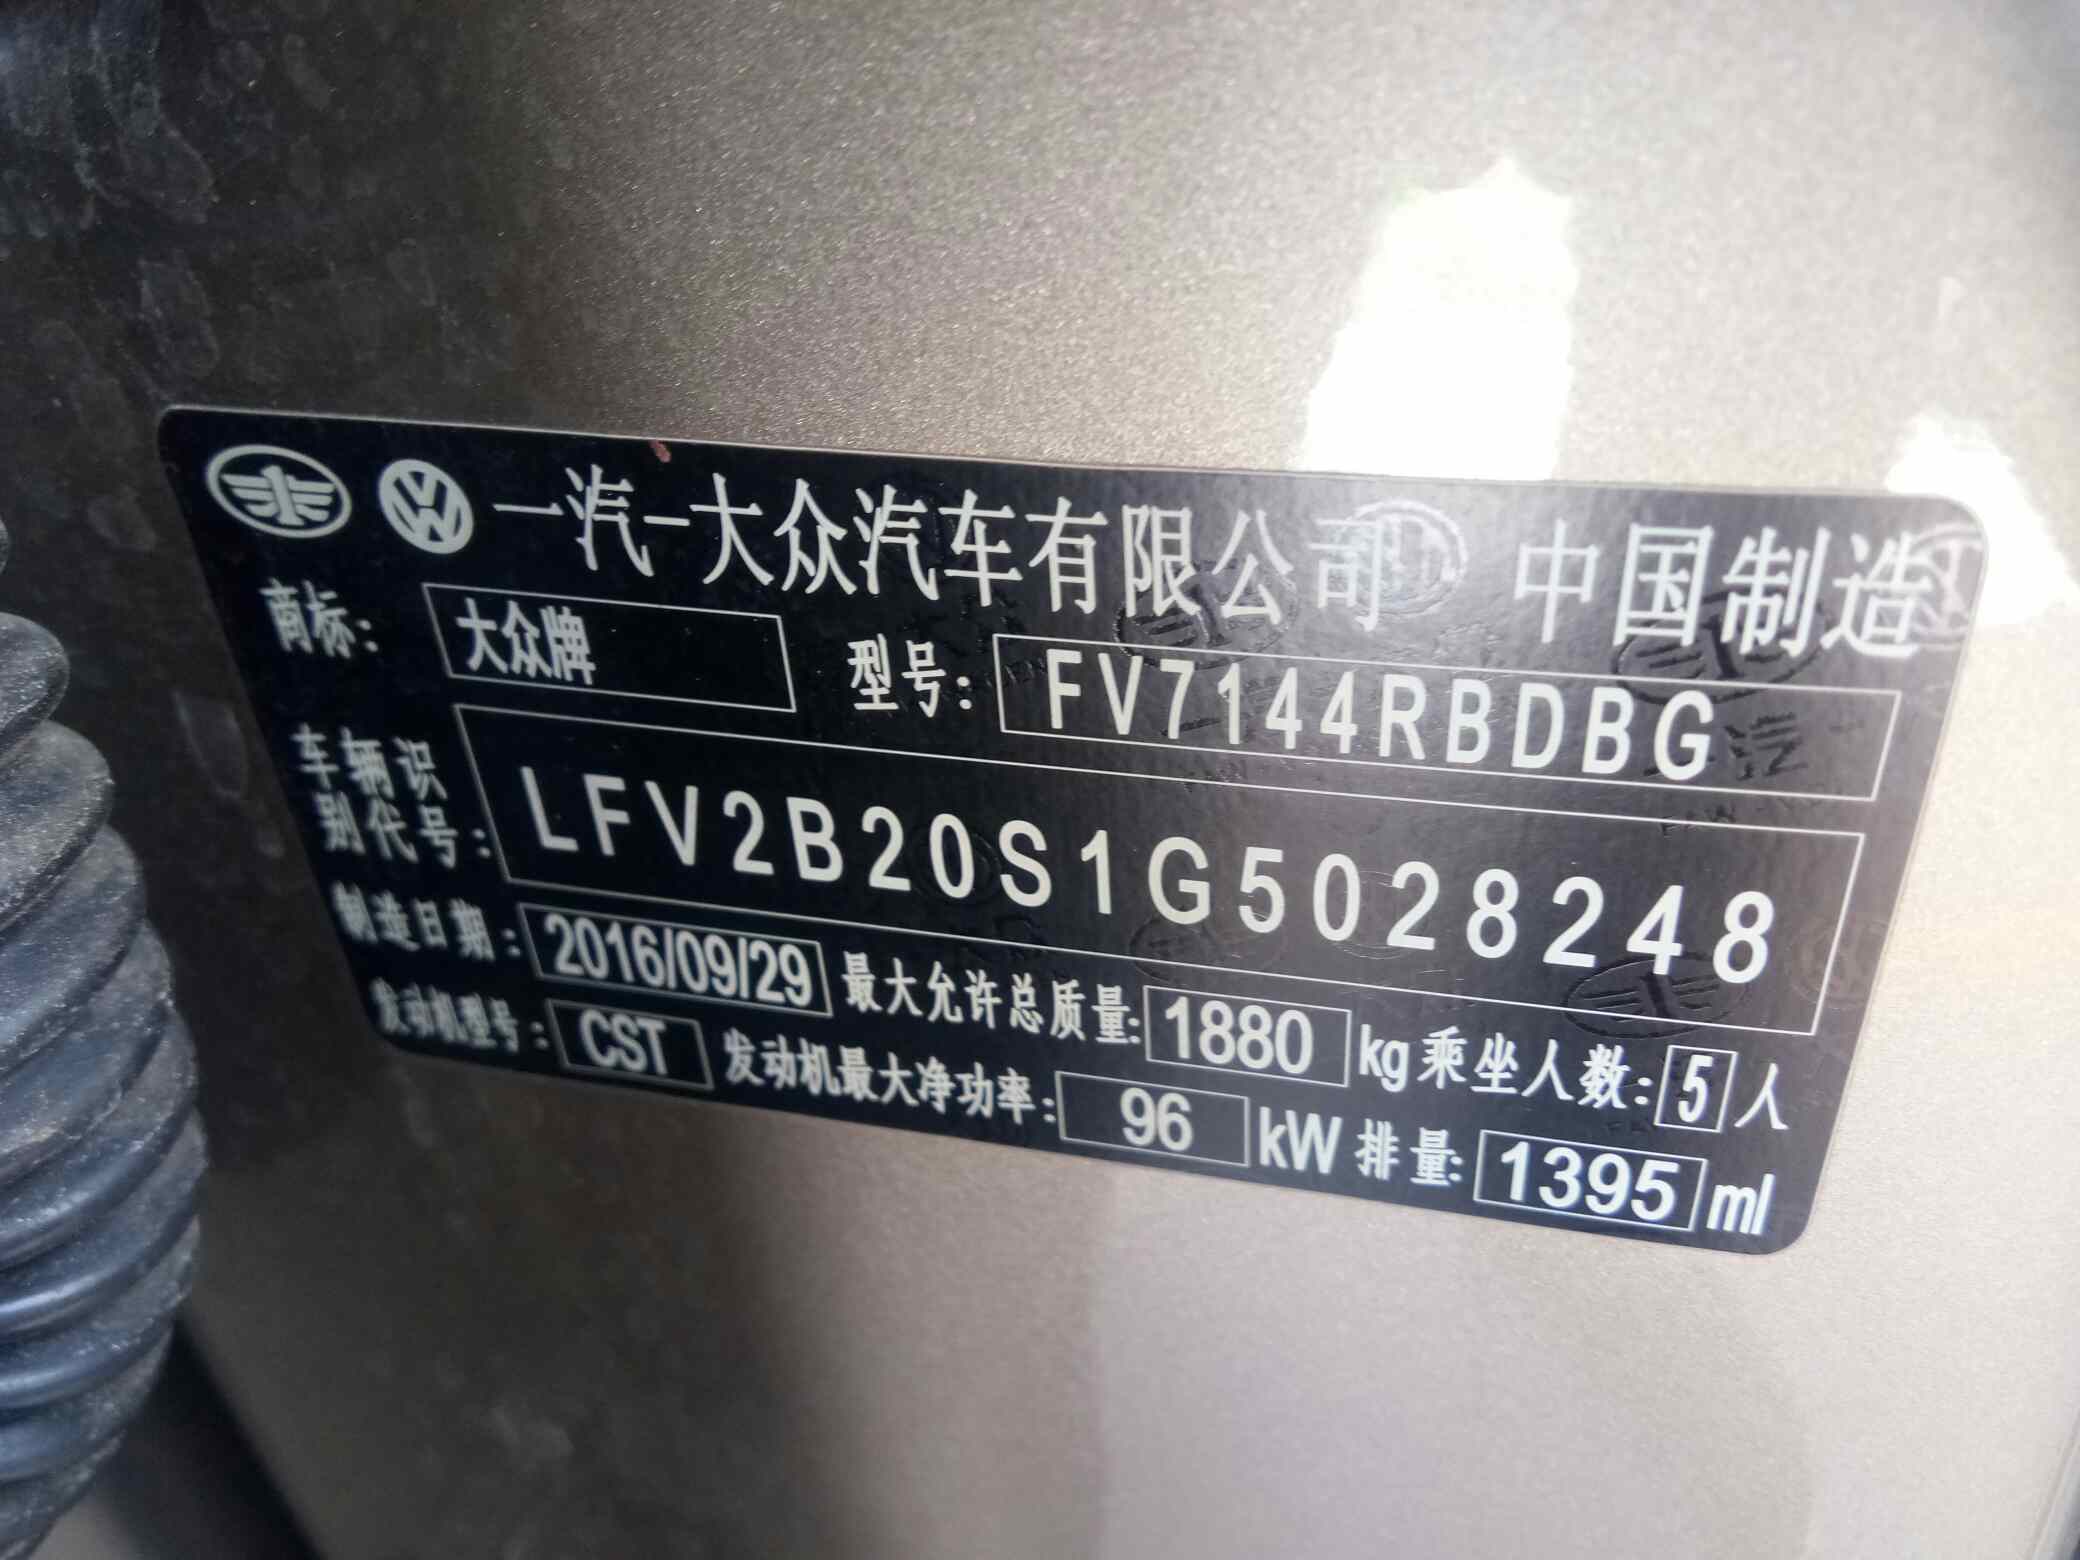 一汽-大众汽车有限公司 中国制造
商标: 大众牌 型号: FV7144RBDBG
车辆识别代号: LFV2B20S1G5028248
制造日期: 2016/09/29 最大允许总质量: 1880 kg 乘坐人数: 5 人
发动机型号: CST 发动机最大净功率: 96 kW 排量: 1395 ml